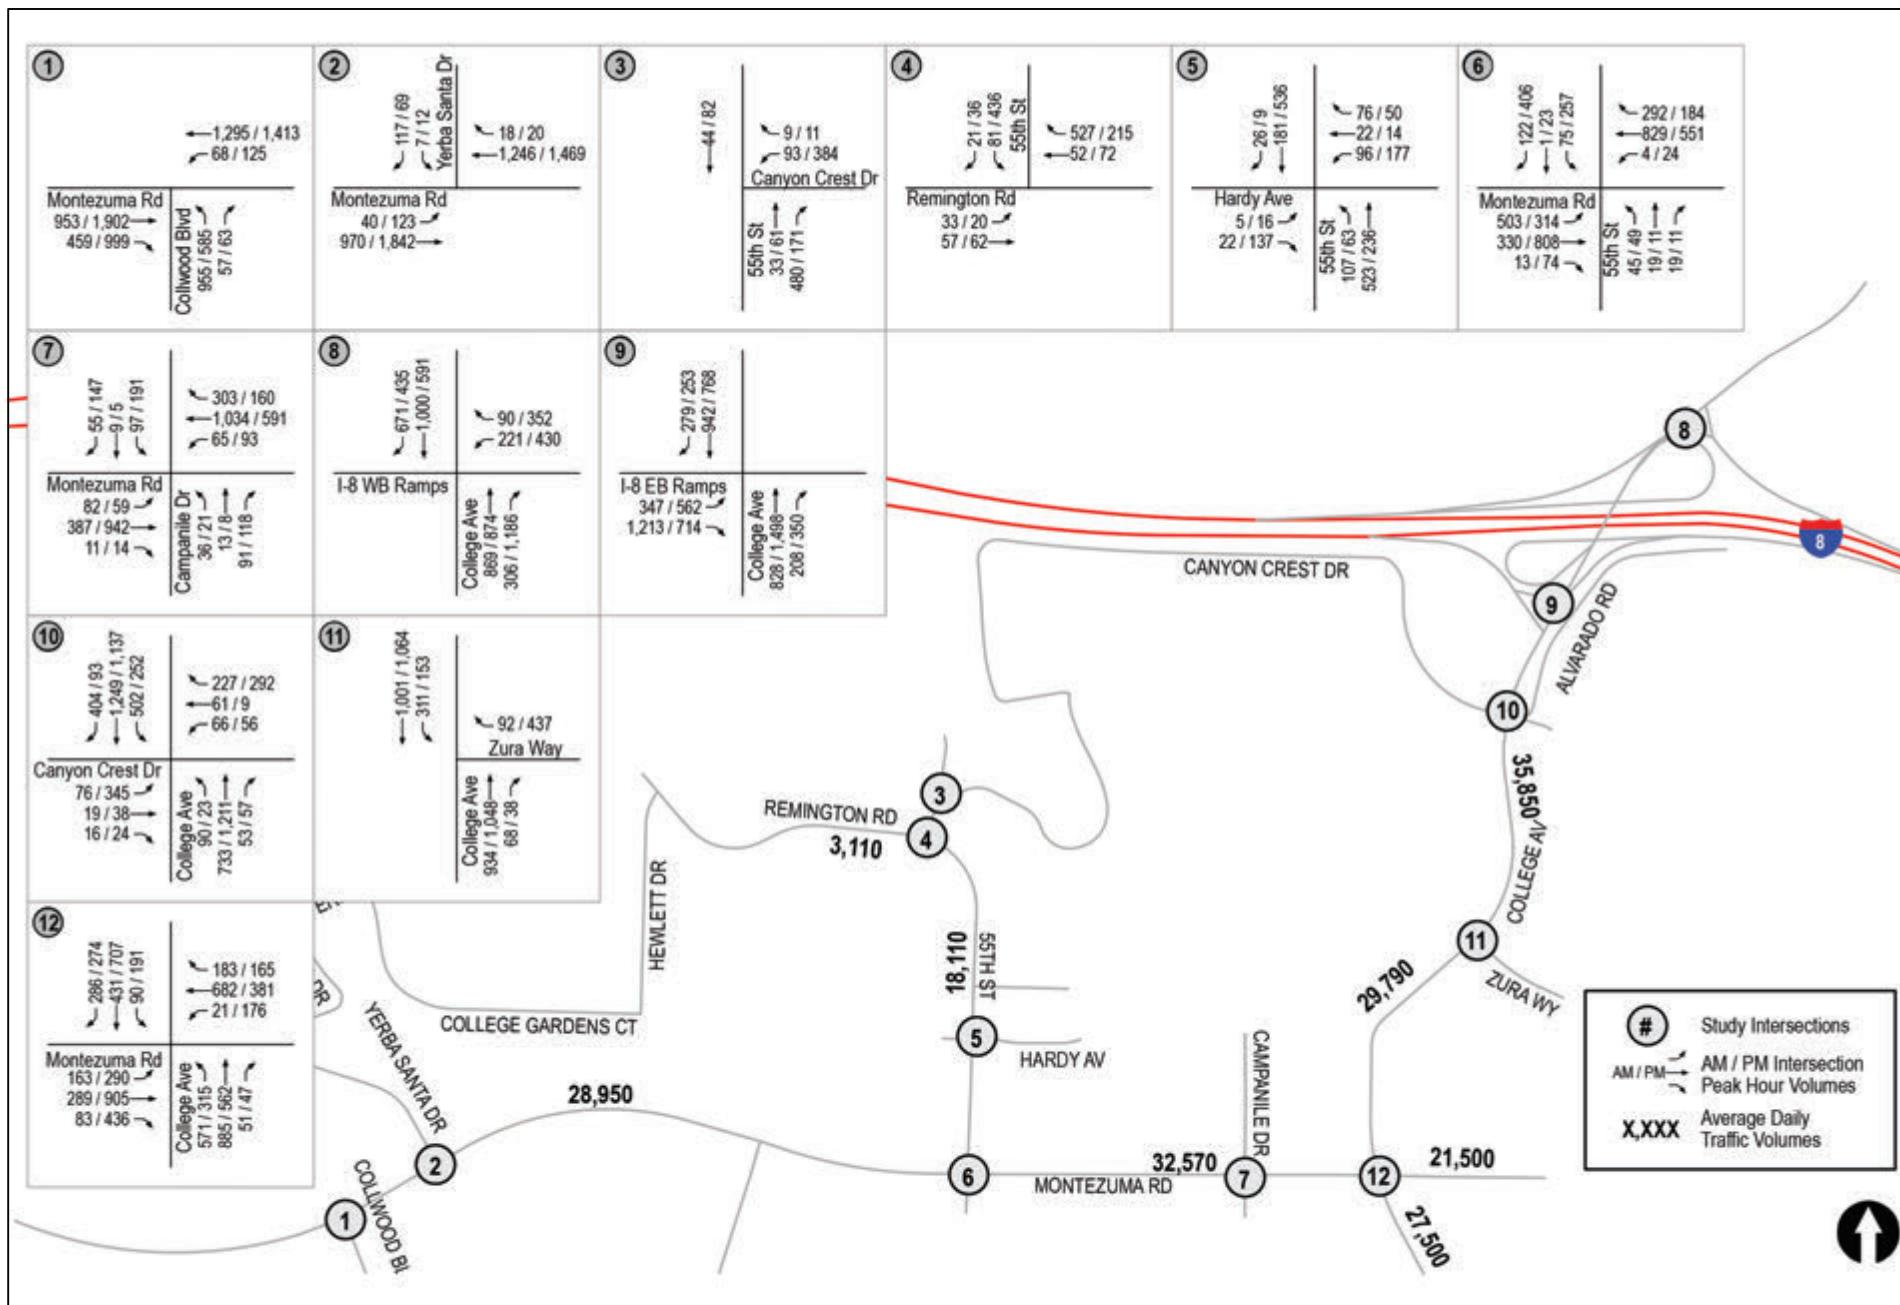 1
1,295 / 1,413
68 / 125
Montezuma Rd
953 / 1,902
459 / 999
Collwood Blvd
955 / 585
57 / 63
2
117 / 69
7 / 12
Yerba Santa Dr
18 / 20
1,246 / 1,469
Montezuma Rd
40 / 123
970 / 1,842
3
44 / 82
9 / 11
93 / 384
Canyon Crest Dr
55th St
33 / 61
480 / 171
4
21 / 36
81 / 436
55th St
527 / 215
52 / 72
Remington Rd
33 / 20
57 / 62
5
26 / 9
181 / 536
76 / 50
22 / 14
96 / 177
Hardy Ave
5 / 16
22 / 137
55th St
107 / 63
523 / 236
6
122 / 406
1 / 23
75 / 257
292 / 184
829 / 551
4 / 24
Montezuma Rd
503 / 314
330 / 808
13 / 74
55th St
45 / 49
19 / 11
19 / 11
7
55 / 147
9 / 5
97 / 191
303 / 160
1,034 / 591
65 / 93
Montezuma Rd
82 / 59
387 / 942
11 / 14
Campanile Dr
36 / 21
13 / 8
91 / 118
8
671 / 435
1,000 / 591
90 / 352
221 / 430
I-8 WB Ramps
College Ave
869 / 874
306 / 1,186
9
279 / 253
942 / 768
I-8 EB Ramps
347 / 562
1,213 / 714
College Ave
828 / 1,498
208 / 350
10
404 / 93
1,249 / 1,137
502 / 252
227 / 292
61 / 9
66 / 56
Canyon Crest Dr
76 / 345
19 / 38
16 / 24
College Ave
90 / 23
733 / 1,211
53 / 57
11
1,001 / 1,064
311 / 153
92 / 437
Zura Way
College Ave
934 / 1,048
68 / 38
12
286 / 274
431 / 707
90 / 191
183 / 165
682 / 381
21 / 176
Montezuma Rd
163 / 290
289 / 905
83 / 436
College Ave
571 / 315
885 / 562
51 / 47
8
8
CANYON CREST DR
9
ALVARADO RD
10
35,850
COLLEGE AV
3
REMINGTON RD
3,110
4
HEWLETT DR
18,110
55TH ST
11
29,790
ZURA WY
DR
YERBA SANTA DR
COLLEGE GARDENS CT
5
HARDY AV
28,950
CAMPANILE DR
2
6
32,570
MONTEZUMA RD
7
12
21,500
27,500
1
COLLWOOD BL
#
Study Intersections
AM / PM
AM / PM Intersection
Peak Hour Volumes
X,XXX
Average Daily
Traffic Volumes